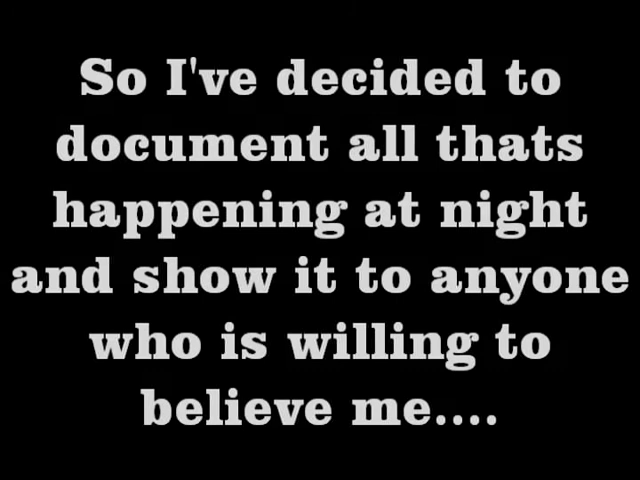 So I've decided to
document all thats
happening at night
and show it to anyone
who is willing to
believe me....